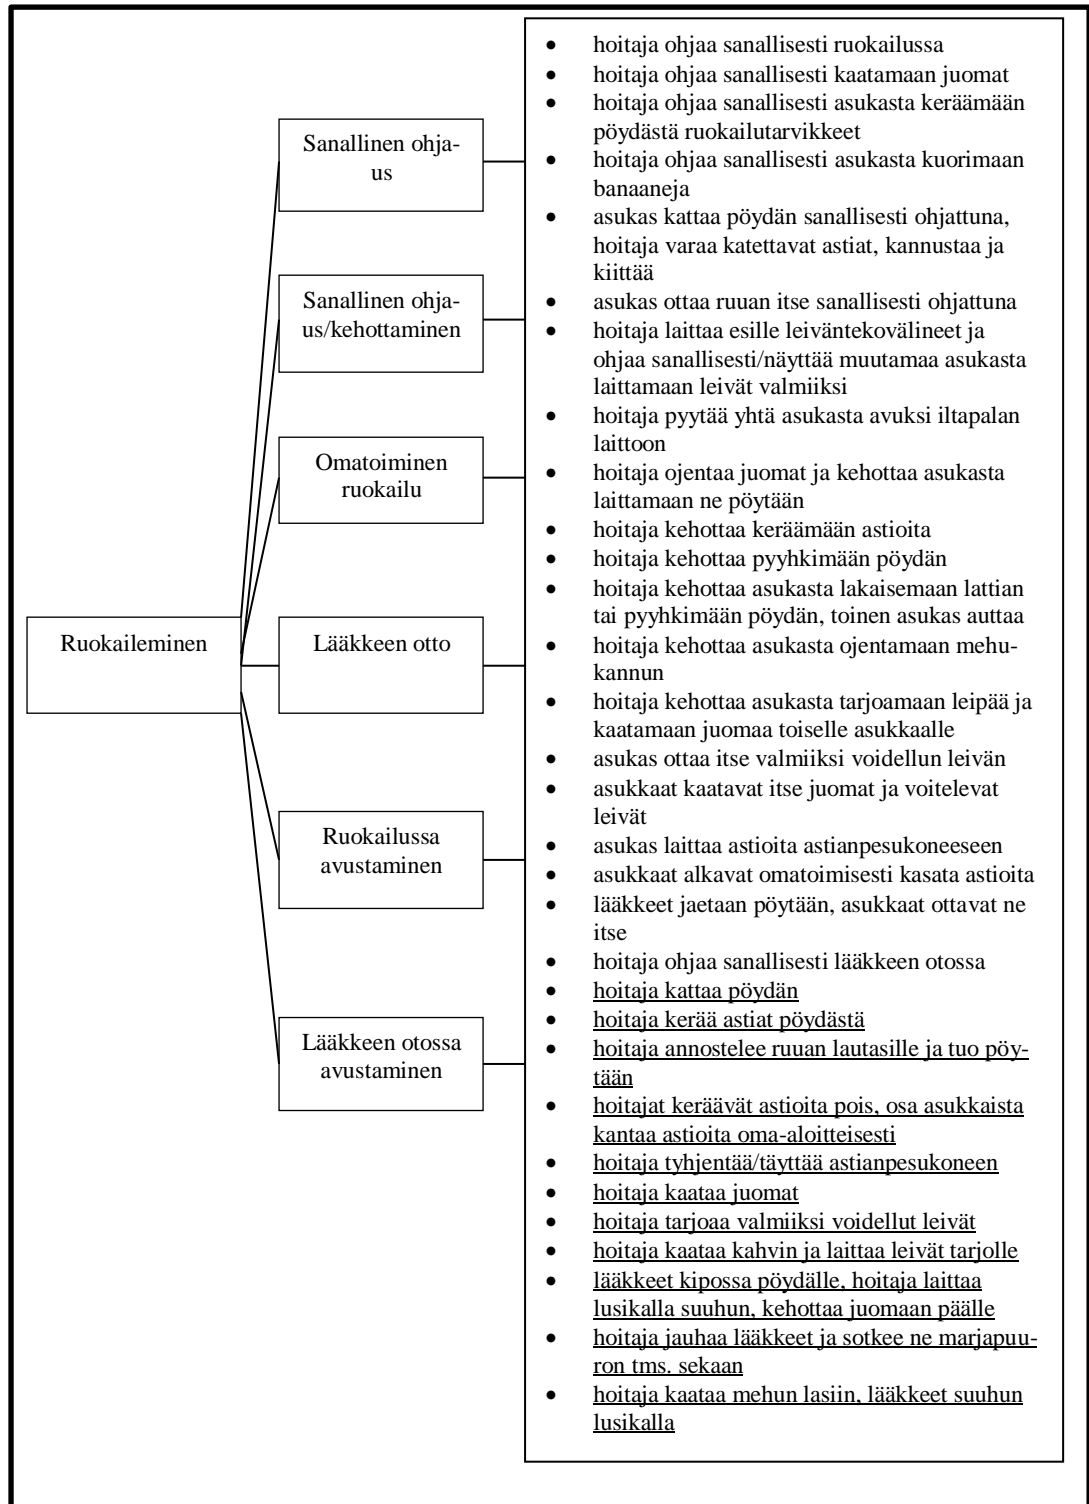 Ruokaileminen
Sanallinen ohja-
us
Sanallinen ohja-
us/kehottaminen
Omatoiminen
ruokailu
Lääkkeen otto
Ruokailussa
avustaminen
Lääkkeen otossa
avustaminen
• hoitaja ohjaa sanallisesti ruokailussa
• hoitaja ohjaa sanallisesti kaatamaan juomat
• hoitaja ohjaa sanallisesti asukasta keräämään
pöydästä ruokailutarvikkeet
• hoitaja ohjaa sanallisesti asukasta kuorimaan
banaaneja
• asukas kattaa pöydän sanallisesti ohjattuna,
hoitaja varaa katettavat astiat, kannustaa ja
kiittää
• asukas ottaa ruuan itse sanallisesti ohjattuna
• hoitaja laittaa esille leiväntekovälineet ja
ohjaa sanallisesti/näyttää muutamaa asukasta
laittamaan leivät valmiiksi
• hoitaja pyytää yhtä asukasta avuksi iltapalan
laittoon
• hoitaja ojentaa juomat ja kehottaa asukasta
laittamaan ne pöytään
• hoitaja kehottaa keräämään astioita
• hoitaja kehottaa pyyhkimään pöydän
• hoitaja kehottaa asukasta lakaisemaan lattian
tai pyyhkimään pöydän, toinen asukas auttaa
• hoitaja kehottaa asukasta ojentamaan mehu-
kannun
• hoitaja kehottaa asukasta tarjoamaan leipää ja
kaatamaan juomaa toiselle asukkaalle
• asukas ottaa itse valmiiksi voidellun leivän
• asukkaat kaatavat itse juomat ja voitelevat
leivät
• asukas laittaa astioita astianpesukoneeseen
• asukkaat alkavat omatoimisesti kasata astioita
• lääkkeet jaetaan pöytään, asukkaat ottavat ne
itse
• hoitaja ohjaa sanallisesti lääkkeen otossa
• hoitaja kattaa pöydän
• hoitaja kerää astiat pöydästä
• hoitaja annostelee ruuan lautasille ja tuo pöy-
tään
• hoitajat keräävät astioita pois, osa asukkaista
kantaa astioita oma-aloitteisesti
• hoitaja tyhjentää/täyttää astianpesukoneen
• hoitaja kaataa juomat
• hoitaja tarjoaa valmiiksi voidellut leivät
• hoitaja kaataa kahvin ja laittaa leivät tarjolle
• lääkkeet kipossa pöydälle, hoitaja laittaa
lusikalla suuhun, kehottaa juomaan päälle
• hoitaja jauhaa lääkkeet ja sotkee ne marjapuu-
ron tms. sekaan
• hoitaja kaataa mehun lasiin, lääkkeet suuhun
lusikalla